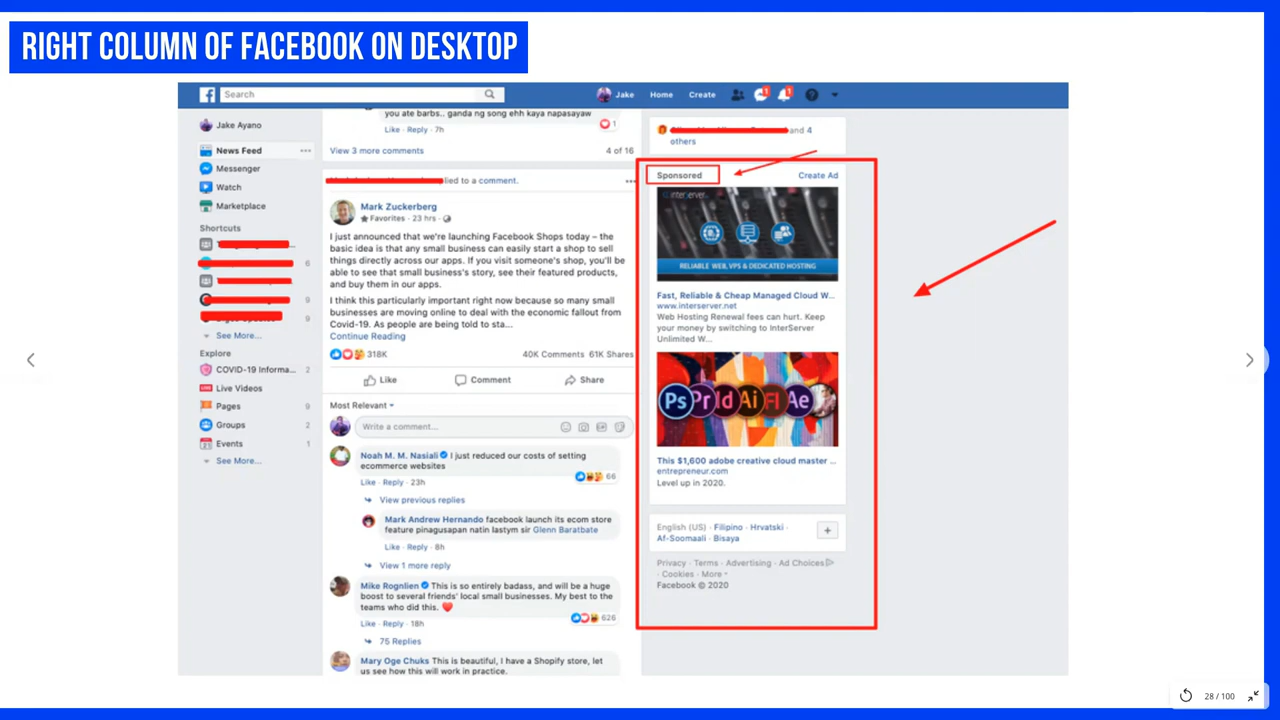 RIGHT COLUMN OF FACEBOOK ON DESKTOP
Search
Jake
Home
Create
1
1
Jake Ayano
News Feed
Messenger
Watch
Marketplace
Shortcuts
6
9
9
See More...
Explore
COVID-19 Informa... 2
Live Videos
Pages 9
Groups 2
Events 1
See More...
you ate barbs.. ganda ng song ehh kaya napasayaw
1
Like · Reply · 7h
View 3 more comments
4 of 16
lied to a comment.
Mark Zuckerberg
Favorites · 23 hrs ·
I just announced that we're launching Facebook Shops today – the
basic idea is that any small business can easily start a shop to sell
things directly across our apps. If you visit someone's shop, you'll be
able to see that small business's story, see their featured products,
and buy them in our apps.
I think this particularly important right now because so many small
businesses are moving online to deal with the economic fallout from
Covid-19. As people are being told to sta...
Continue Reading
318K
40K Comments 61K Shares
Like
Comment
Share
Most Relevant
Write a comment...
GIF
Noah M. M. Nasiali I just reduced our costs of setting
ecommerce websites
66
Like · Reply · 23h
View previous replies
Mark Andrew Hernando facebook launch its ecom store
feature pinagusapan natin lastym sir Glenn Baratbate
Like · Reply · 8h
View 1 more reply
Mike Rognlien This is so entirely badass, and will be a huge
boost to several friends' local small businesses. My best to the
teams who did this.
626
Like · Reply · 18h
75 Replies
Mary Oge Chuks This is beautiful, I have a Shopify store, let
us see how this will work in practice.
and 4
others
Sponsored
Create Ad
interServer
RELIABLE WEB, VPS & DEDICATED HOSTING
Fast, Reliable & Cheap Managed Cloud W...
www.interserver.net
Web Hosting Renewal fees can hurt. Keep
your money by switching to InterServer
Unlimited W...
Ps Pr Id Ai Fl Ae
This $1,600 adobe creative cloud master ...
entrepreneur.com
Level up in 2020.
English (US) · Filipino · Hrvatski ·
Af-Soomaali · Bisaya
Privacy · Terms · Advertising · Ad Choices
· Cookies · More
Facebook © 2020
28 / 100